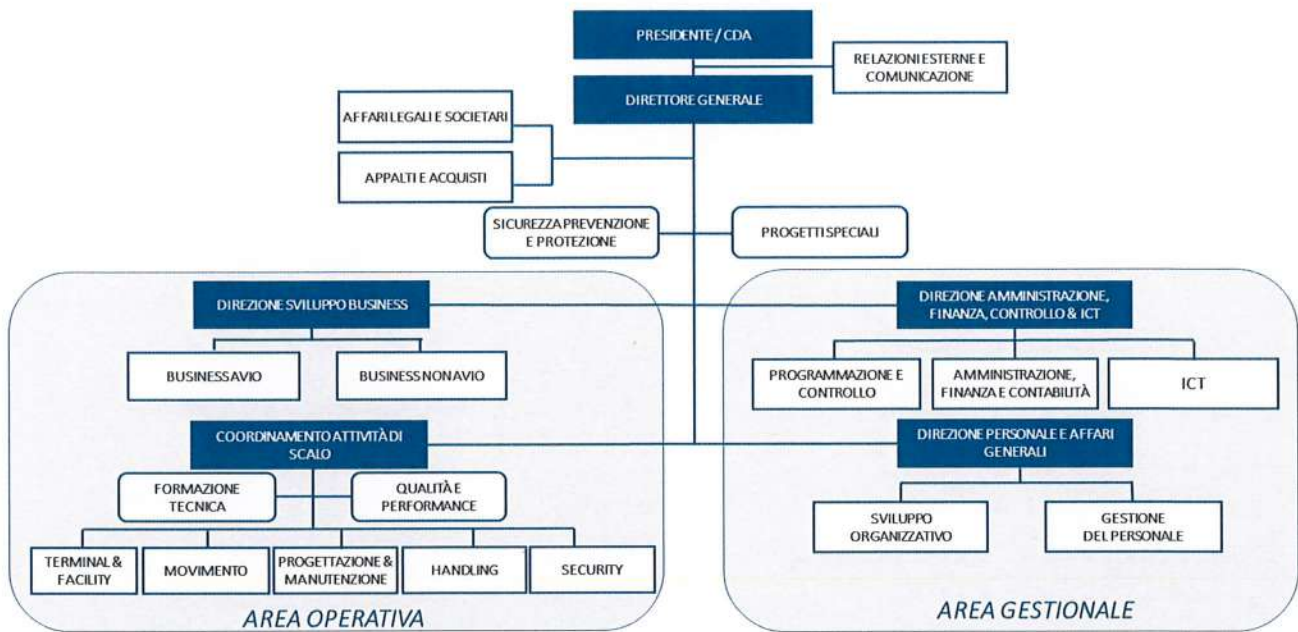 PRESIDENTE / CDA
RELAZIONI ESTERNE E
COMUNICAZIONE
DIRETTORE GENERALE
AFFARI LEGALI E SOCIETARI
APPALTI E ACQUISTI
SICUREZZA PREVENZIONE
E PROTEZIONE
PROGETTI SPECIALI
DIREZIONE SVILUPPO BUSINESS
BUSINESS AVIO
BUSINESS NON AVIO
COORDINAMENTO ATTIVITÀ DI
SCALO
FORMAZIONE
TECNICA
QUALITÀ E
PERFORMANCE
TERMINAL &
FACILITY
MOVIMENTO
PROGETTAZIONE &
MANUTENZIONE
HANDLING
SECURITY
AREA OPERATIVA
DIREZIONE AMMINISTRAZIONE,
FINANZA, CONTROLLO & ICT
PROGRAMMAZIONE E
CONTROLLO
AMMINISTRAZIONE,
FINANZA E CONTABILITÀ
ICT
DIREZIONE PERSONALE E AFFARI
GENERALI
SVILUPPO
ORGANIZZATIVO
GESTIONE
DEL PERSONALE
AREA GESTIONALE